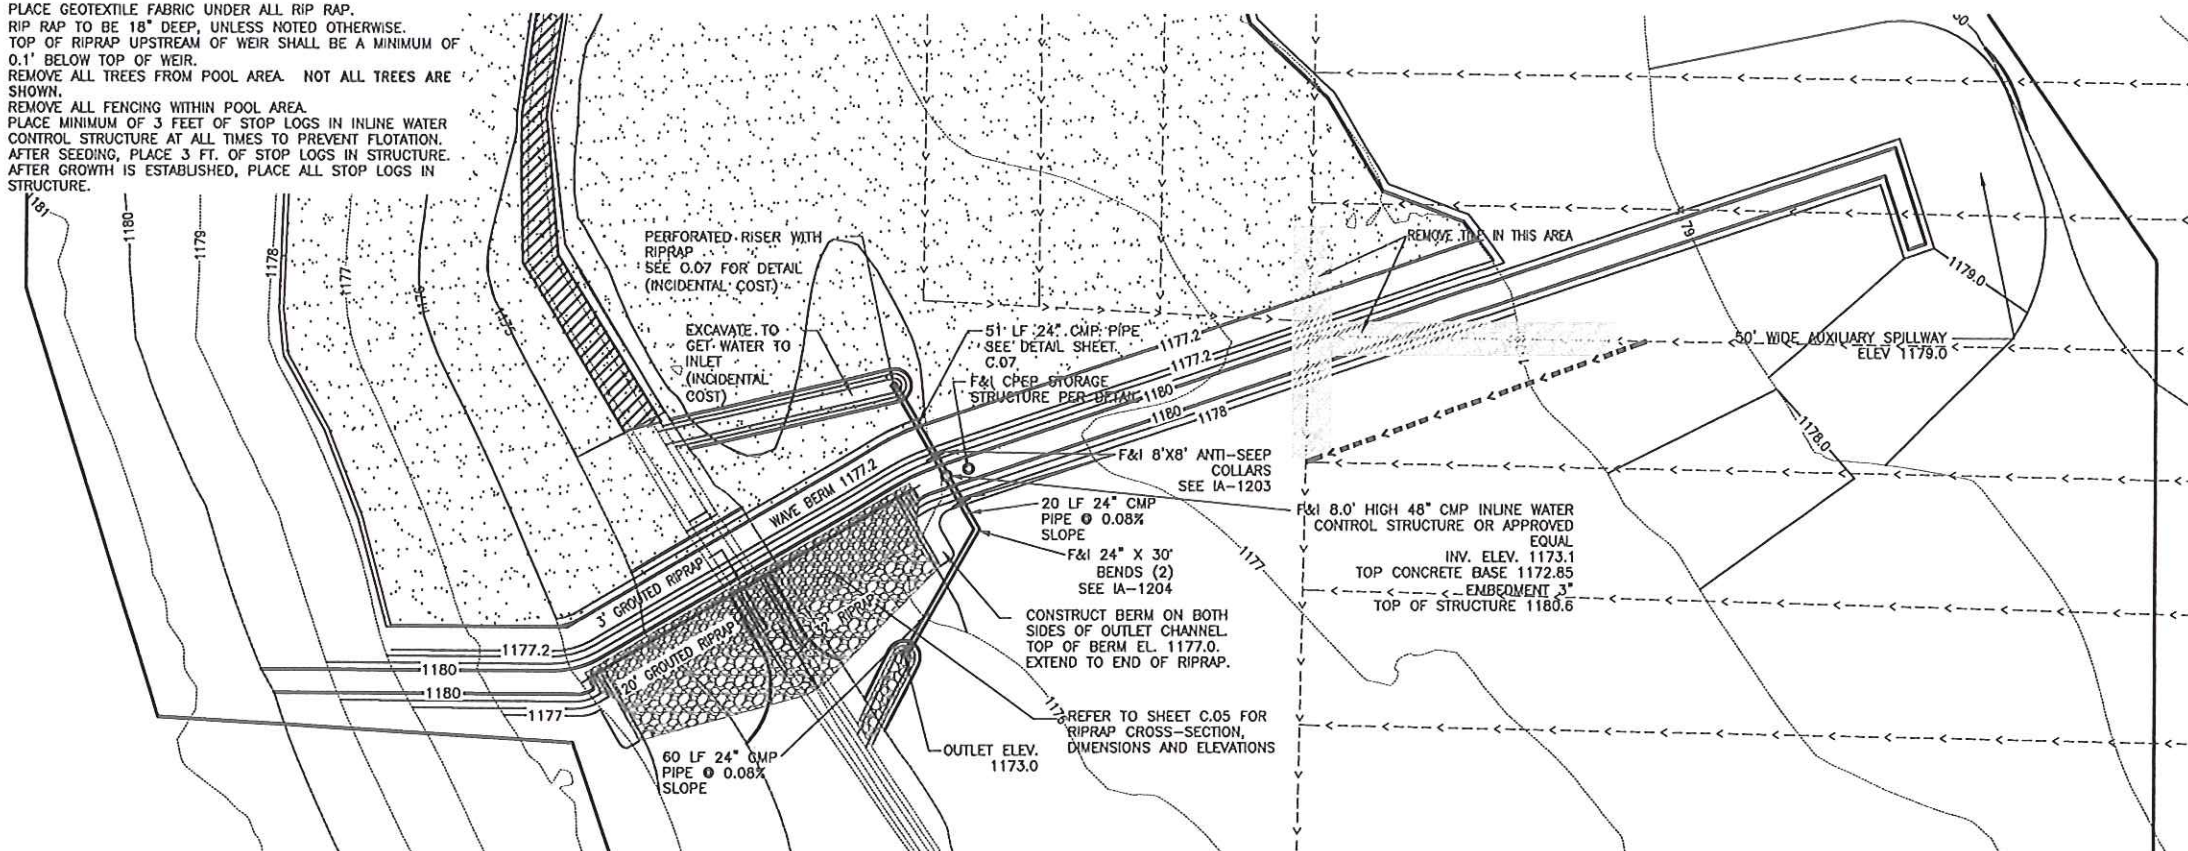 PLACE GEOTEXTILE FABRIC UNDER ALL RIP RAP.
RIP RAP TO BE 18" DEEP, UNLESS NOTED OTHERWISE.
TOP OF RIPRAP UPSTREAM OF WEIR SHALL BE A MINIMUM OF
0.1' BELOW TOP OF WEIR.
REMOVE ALL TREES FROM POOL AREA. NOT ALL TREES ARE
SHOWN.
REMOVE ALL FENCING WITHIN POOL AREA.
PLACE MINIMUM OF 3 FEET OF STOP LOGS IN INLINE WATER
CONTROL STRUCTURE AT ALL TIMES TO PREVENT FLOTATION.
AFTER SEEDING, PLACE 3 FT. OF STOP LOGS IN STRUCTURE.
AFTER GROWTH IS ESTABLISHED, PLACE ALL STOP LOGS IN
STRUCTURE.
1181
1180
1179
1178
1177
1176
1175
PERFORATED RISER WITH
RIPRAP
SEE C.07 FOR DETAIL
(INCIDENTAL COST)
EXCAVATE TO
GET WATER TO
INLET
(INCIDENTAL
COST)
51 LF 24" CMP PIPE
SEE DETAIL SHEET
C.07
F&I CPEP STORAGE
STRUCTURE PER DETAIL
REMOVE TILE IN THIS AREA
1177.2
1177.2
1180
1180
1178
1179.0
50' WIDE AUXILIARY SPILLWAY
ELEV 1179.0
1178.0
F&I 8'X8' ANTI-SEEP
COLLARS
SEE IA-1203
20 LF 24" CMP
PIPE @ 0.08%
SLOPE
F&I 24" X 30°
BENDS (2)
SEE IA-1204
F&I 8.0' HIGH 48" CMP INLINE WATER
CONTROL STRUCTURE OR APPROVED
EQUAL
INV. ELEV. 1173.1
TOP CONCRETE BASE 1172.85
EMBEDMENT 3"
TOP OF STRUCTURE 1180.6
1177
WAVE BERM 1177.2
3' GROUTED RIPRAP
20' GROUTED RIPRAP
RIPRAP
CONSTRUCT BERM ON BOTH
SIDES OF OUTLET CHANNEL.
TOP OF BERM EL. 1177.0.
EXTEND TO END OF RIPRAP.
1177.2
1180
1180
1177
1176
REFER TO SHEET C.05 FOR
RIPRAP CROSS-SECTION,
DIMENSIONS AND ELEVATIONS
OUTLET ELEV.
1173.0
60 LF 24" CMP
PIPE @ 0.08%
SLOPE